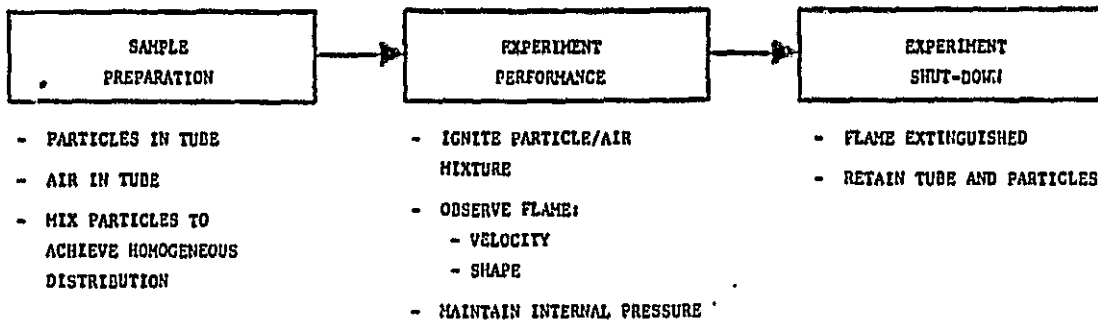 SAMPLE
PREPARATION
EXPERIMENT
PERFORMANCE
EXPERIMENT
SHUT-DOWN
- PARTICLES IN TUBE
- AIR IN TUBE
- MIX PARTICLES TO
ACHIEVE HOMOGENEOUS
DISTRIBUTION
- IGNITE PARTICLE/AIR
MIXTURE
- OBSERVE FLAME:
- VELOCITY
- SHAPE
- MAINTAIN INTERNAL PRESSURE
- FLAME EXTINGUISHED
- RETAIN TUBE AND PARTICLES